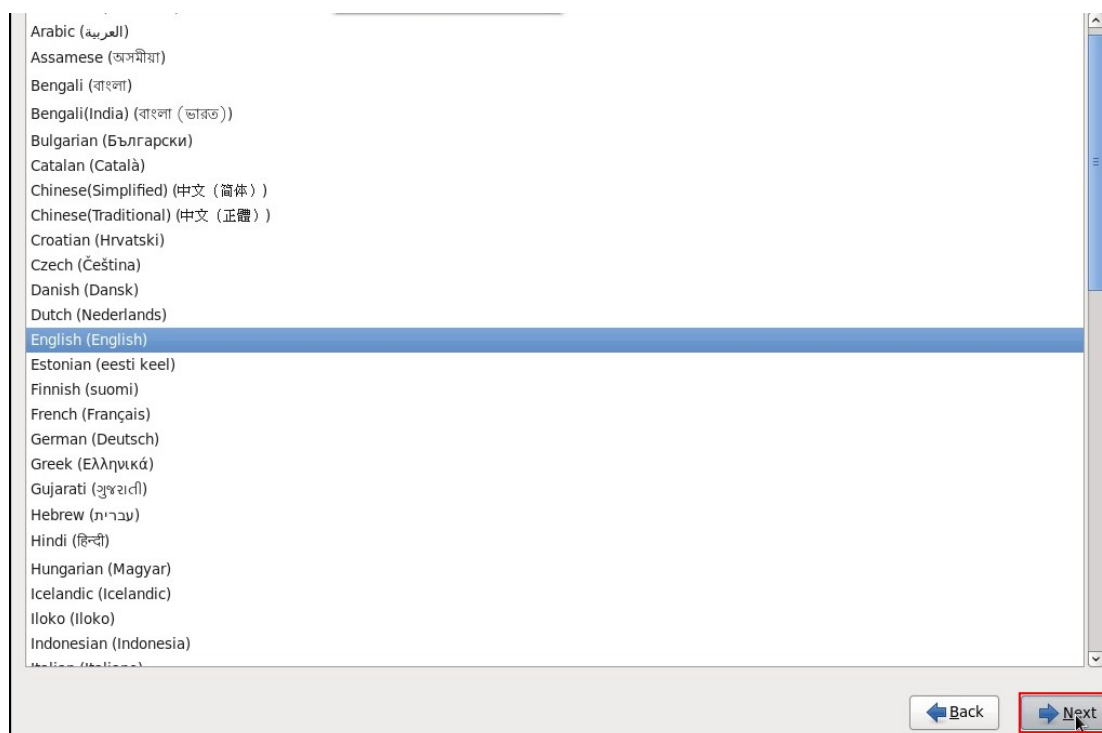 Arabic (العربية)
Assamese (অসমীয়া)
Bengali (বাংলা)
Bengali(India) (বাংলা (ভারত))
Bulgarian (Български)
Catalan (Català)
Chinese(Simplified) (中文（简体）)
Chinese(Traditional) (中文（正體）)
Croatian (Hrvatski)
Czech (Čeština)
Danish (Dansk)
Dutch (Nederlands)
English (English)
Estonian (eesti keel)
Finnish (suomi)
French (Français)
German (Deutsch)
Greek (Ελληνικά)
Gujarati (ગુજરાતી)
Hebrew (עברית)
Hindi (हिन्दी)
Hungarian (Magyar)
Icelandic (Icelandic)
Iloko (Iloko)
Indonesian (Indonesia)
Italian (Italiano)
Back
Next